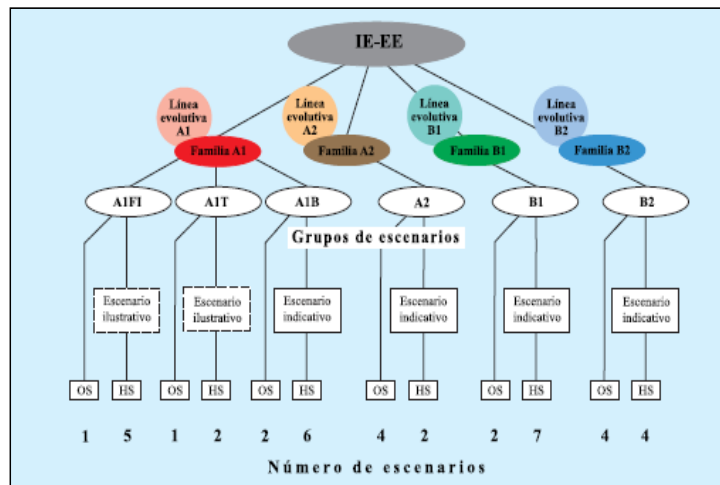 IE-EE
Línea
evolutiva
A1
Línea
evolutiva
A2
Línea
evolutiva
B1
Línea
evolutiva
B2
Familia A1
Familia A2
Familia B1
Familia B2
A1FI
A1T
A1B
A2
B1
B2
Grupos de escenarios
Escenario
ilustrativo
Escenario
ilustrativo
Escenario
indicativo
Escenario
indicativo
Escenario
indicativo
Escenario
indicativo
OS HS OS HS OS HS OS HS OS HS OS HS
1 5 1 2 2 6 4 2 2 7 4 4
Número de escenarios